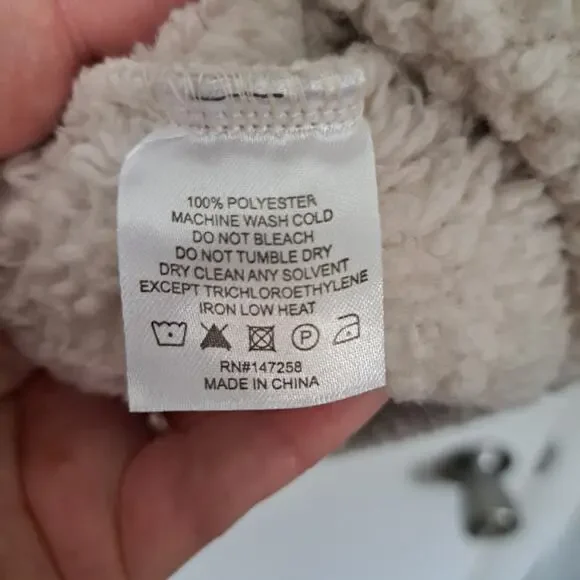 100% POLYESTER
MACHINE WASH COLD
DO NOT BLEACH
DO NOT TUMBLE DRY
DRY CLEAN ANY SOLVENT
EXCEPT TRICHLOROETHYLENE
IRON LOW HEAT
P
RN#147258
MADE IN CHINA